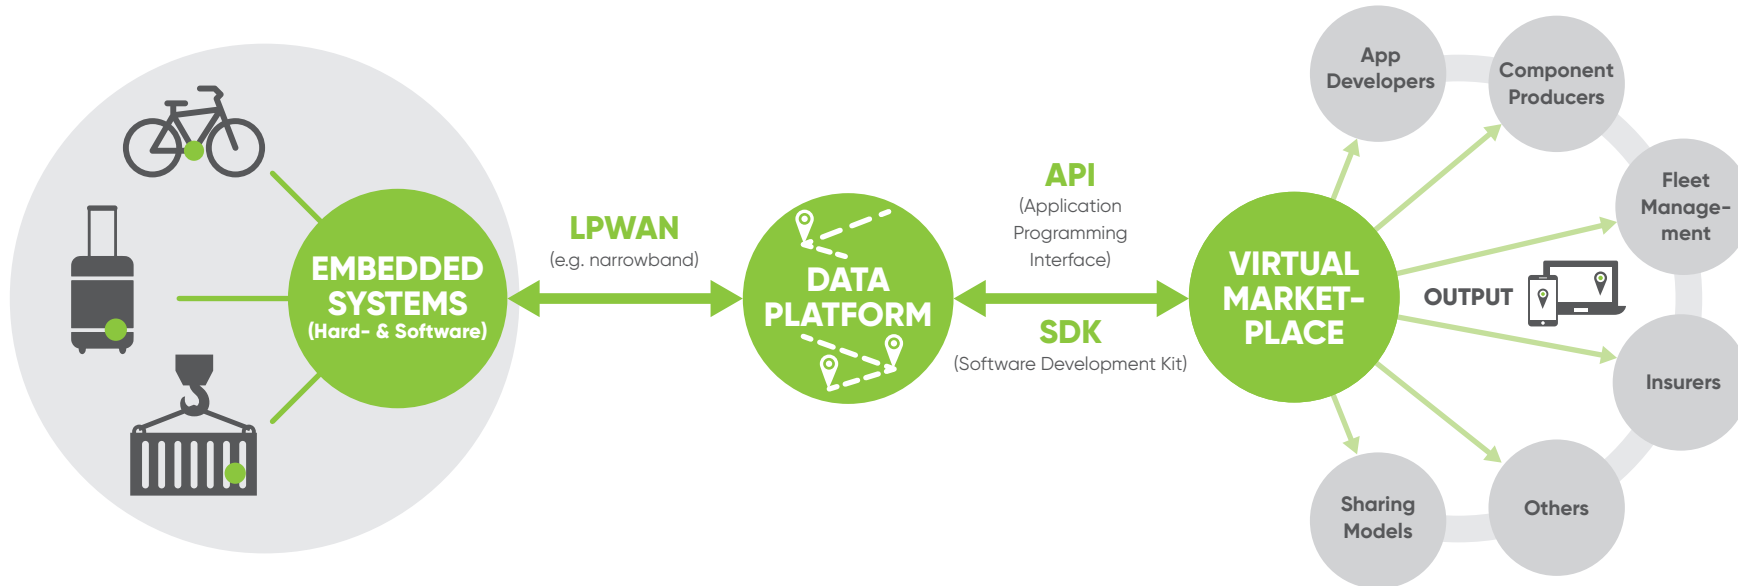 EMBEDDED
SYSTEMS
(Hard- & Software)
LPWAN
(e.g. narrowband)
DATA
PLATFORM
API
(Application
Programming
Interface)
SDK
(Software Development Kit)
VIRTUAL
MARKET-
PLACE
OUTPUT
App
Developers
Component
Producers
Fleet
Manage-
ment
Insurers
Others
Sharing
Models